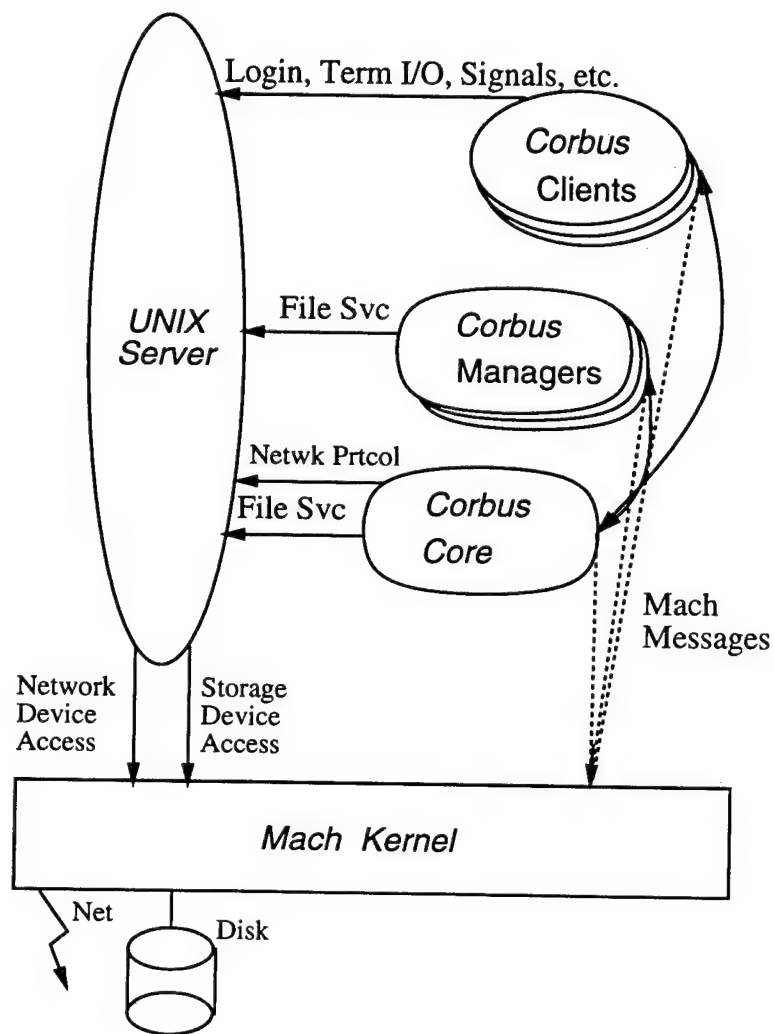 Login, Term I/O, Signals, etc.
Corbus
Clients
UNIX
Server
File Svc
Corbus
Managers
Netwk Prtcol
File Svc
Corbus
Core
Mach
Messages
Network
Device
Access
Storage
Device
Access
Mach Kernel
Net
Disk